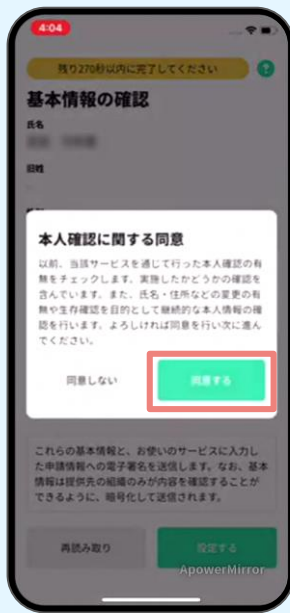 4:04
残り270秒以内に完了してください
?
基本情報の確認
氏名
旧姓
本人確認に関する同意
以前、当該サービスを通じて行った本人確認の有
無をチェックします。実施したかどうかの確認を
含んでいます。また、氏名・住所などの変更の有
無や生存確認を目的として継続的な本人情報の確
認を行います。よろしければ同意を行い次に進ん
でください。
同意しない
同意する
これらの基本情報と、お使いのサービスに入力し
た申請情報への電子署名を送信します。なお、基本
情報は提供先の組織のみが内容を確認することが
できるように、暗号化して送信されます。
再読み取り
設定する
ApowerMirror